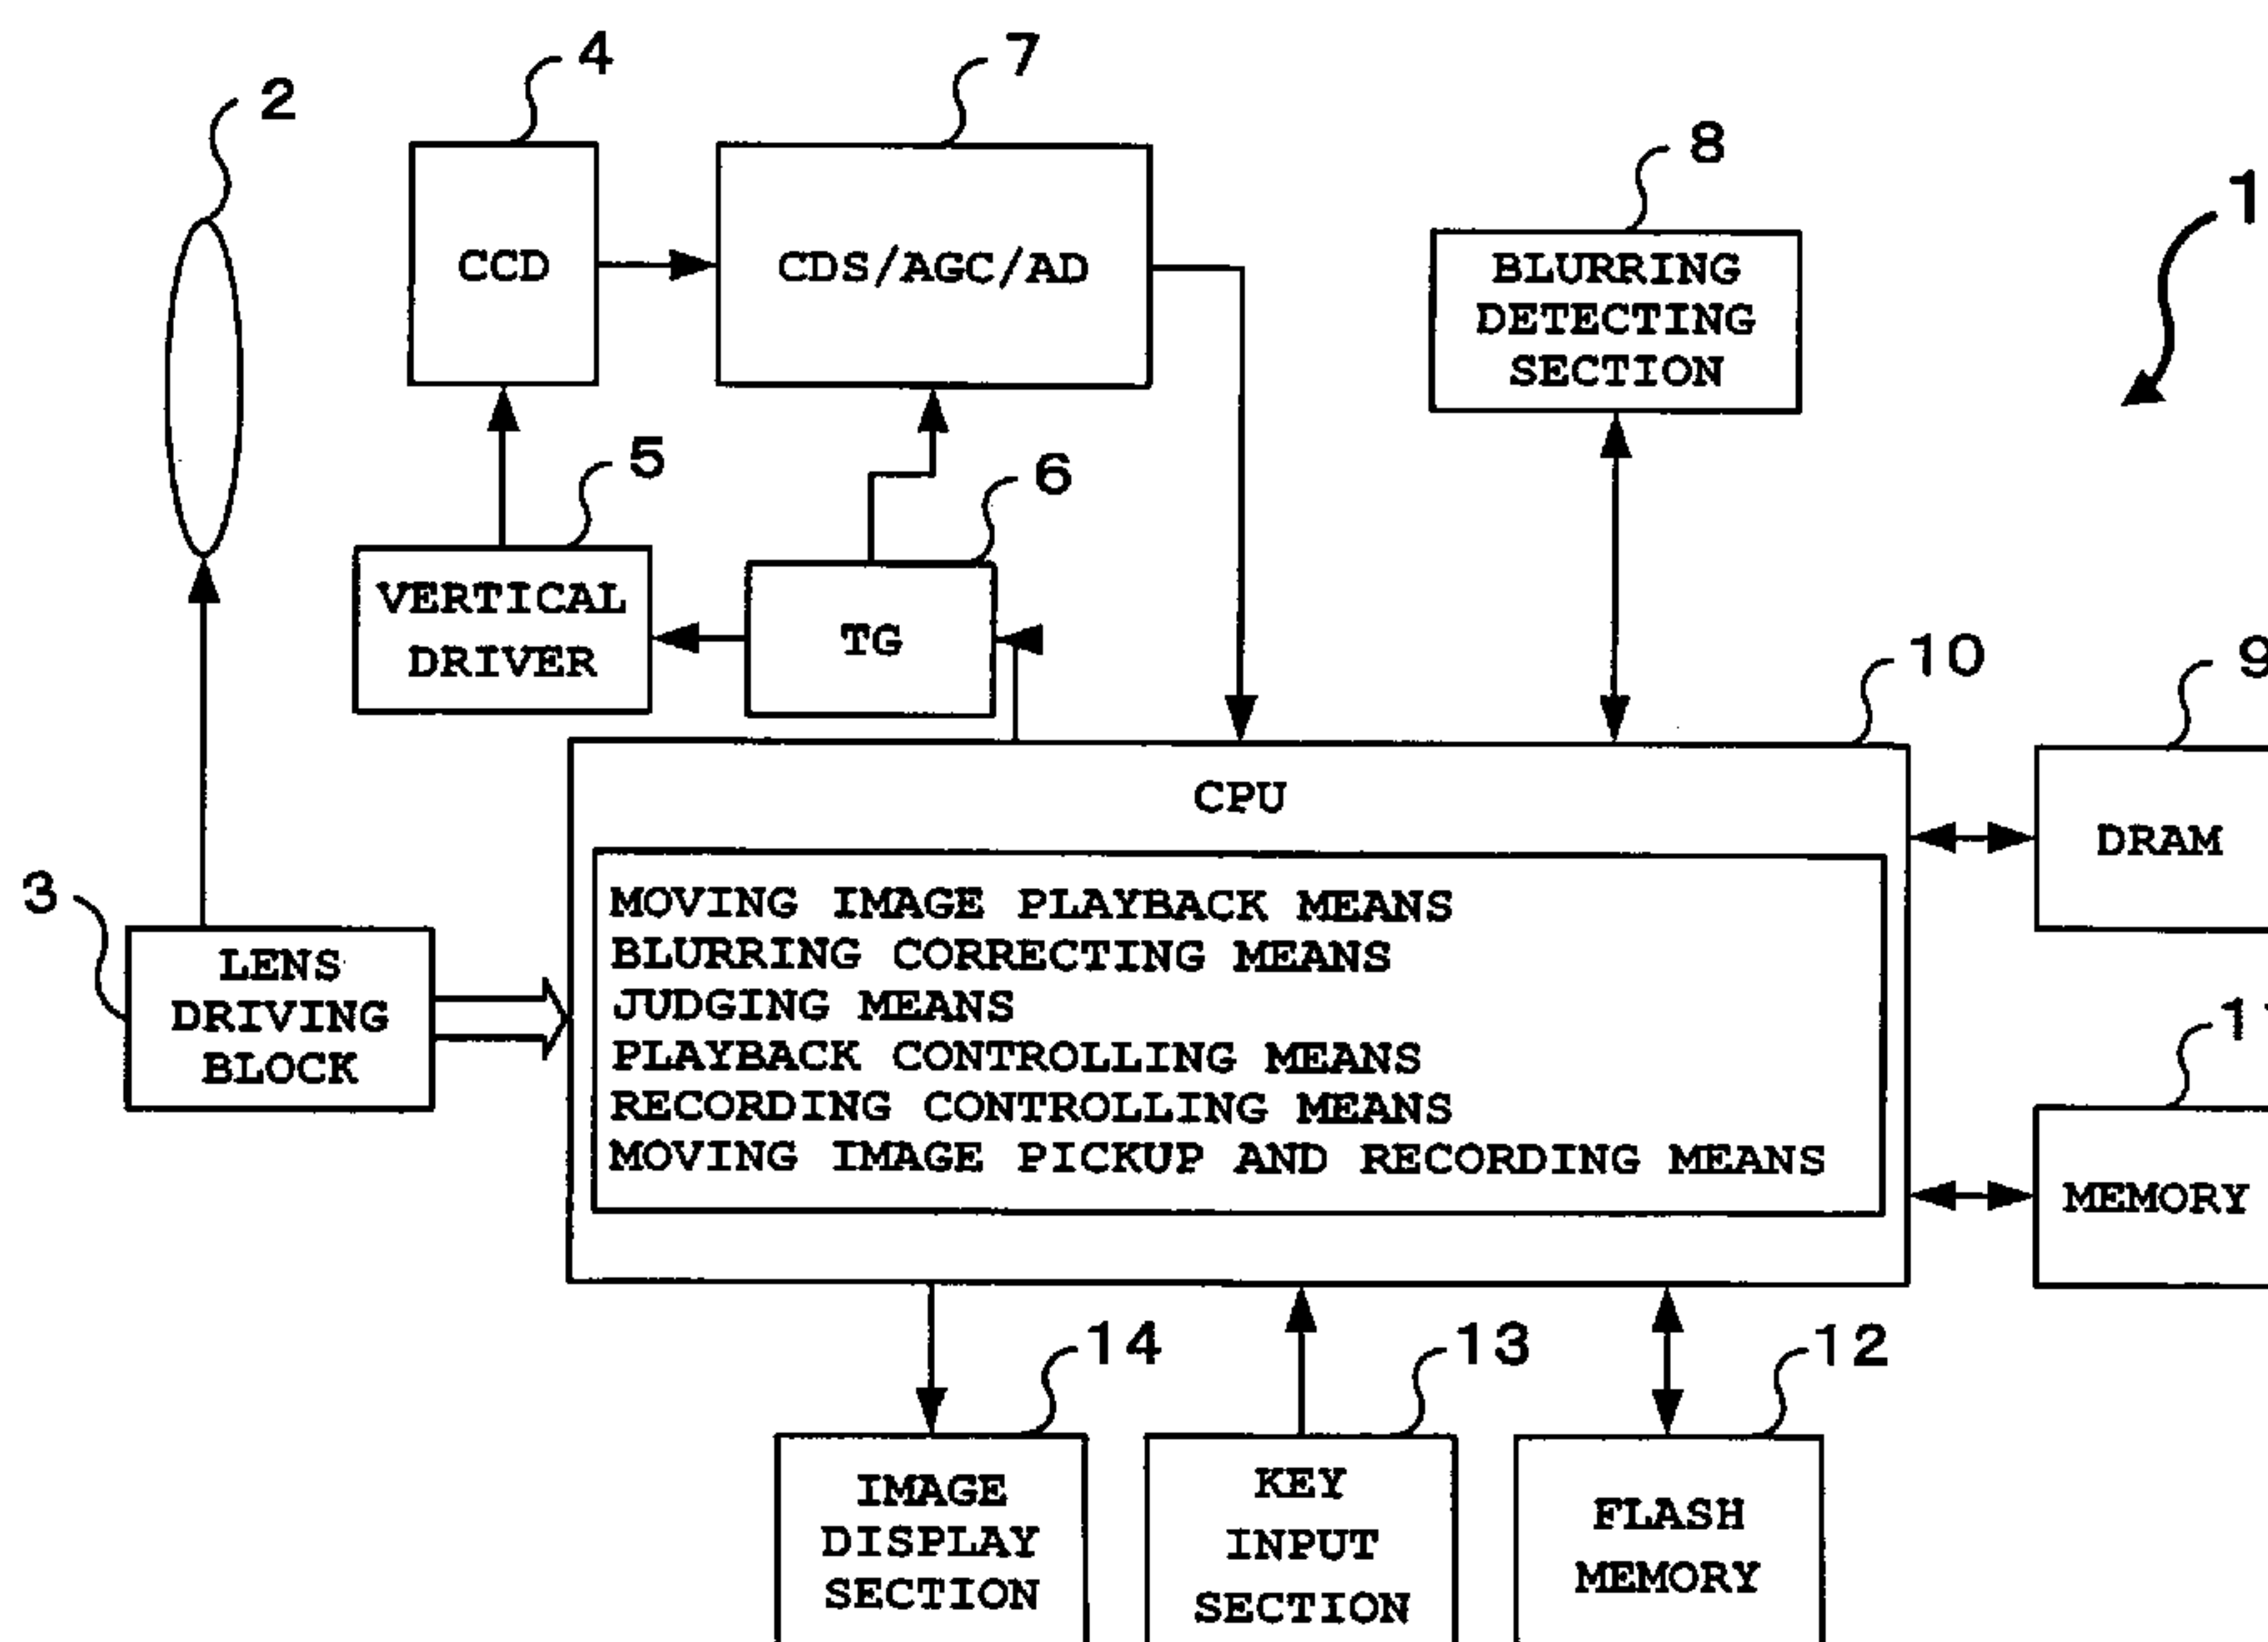 4
7
2
8
1
CCD
CDS/AGC/AD
BLURRING
DETECTING
SECTION
5
6
VERTICAL
DRIVER
TG
10
9
CPU
DRAM
3
MOVING IMAGE PLAYBACK MEANS
BLURRING CORRECTING MEANS
JUDGING MEANS
PLAYBACK CONTROLLING MEANS
RECORDING CONTROLLING MEANS
MOVING IMAGE PICKUP AND RECORDING MEANS
LENS
DRIVING
BLOCK
11
MEMORY
14
13
12
IMAGE
DISPLAY
SECTION
KEY
INPUT
SECTION
FLASH
MEMORY